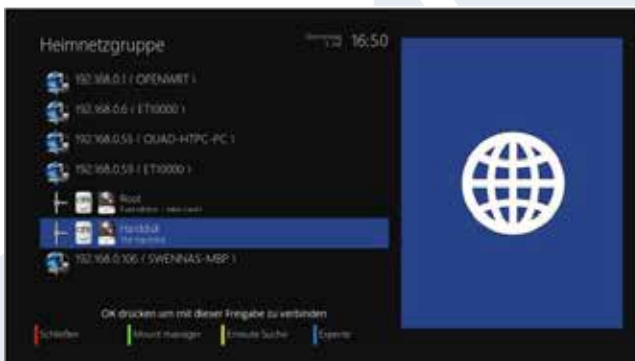 Heimnetzgruppe
16:50
192.168.0.1 ( OPENWRT )
192.168.0.6 ( ET10000 )
192.168.0.55 ( QUAD-HTPC-PC )
192.168.0.59 ( ET10000 )
Root
Harddisk
192.168.0.106 ( SWENNAS-MBP )
OK drücken um mit dieser Freigabe zu verbinden
Schließen
Mount manager
Erneute Suche
Experte